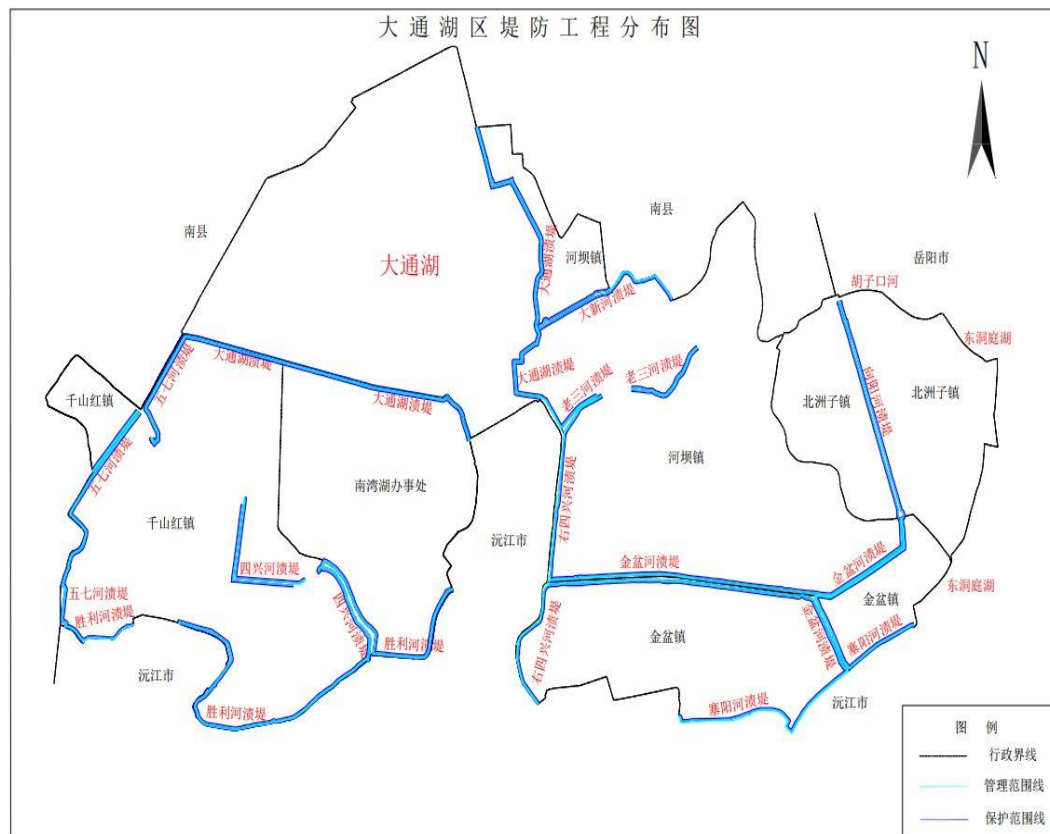 大通湖区堤防工程分布图
N
南县
南县
岳阳市
大通湖
河坝镇
大通湖渍堤
胡子口河
大新河渍堤
东洞庭湖
五七河渍堤
大通湖渍堤
大通湖渍堤
老三河渍堤
老三河渍堤
向阳河渍堤
千山红镇
大通湖渍堤
北洲子镇
北洲子镇
五七河渍堤
河坝镇
南湾湖办事处
右四兴河渍堤
千山红镇
沅江市
四兴河渍堤
金盆河渍堤
金盆河渍堤
东洞庭湖
五七河渍堤
金盆镇
胜利河渍堤
四兴河渍堤
胜利河渍堤
右四兴河渍堤
金盆镇
金盆河渍堤
塞阳河渍堤
沅江市
胜利河渍堤
塞阳河渍堤
沅江市
图 例
行政界线
管理范围线
保护范围线